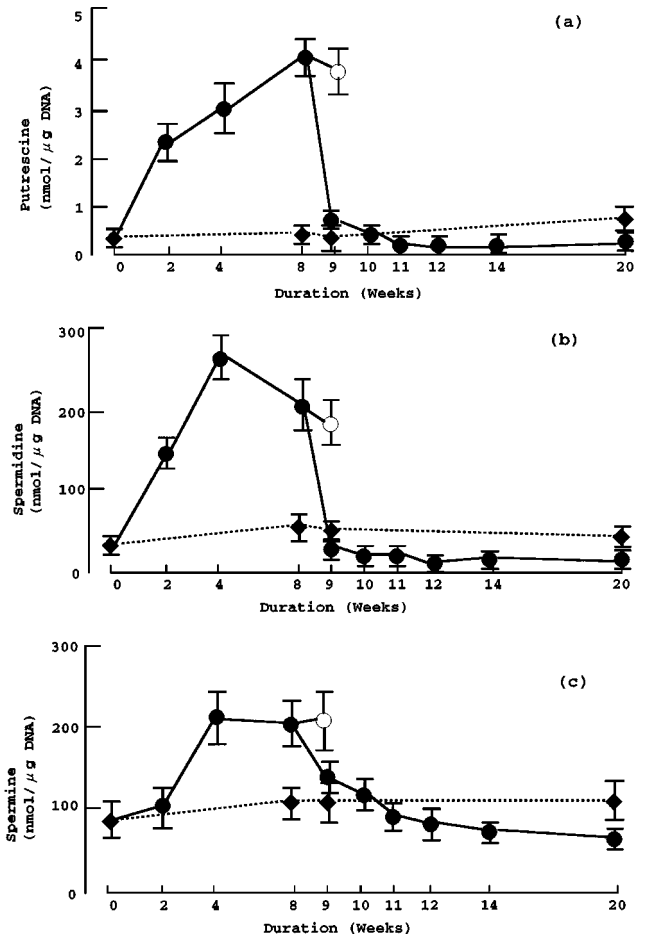 (a)
5
4
3
2
1
0
Putrescine
(nmol/μg DNA)
0 2 4 8 9 10 11 12 14 20
Duration (Weeks)
(b)
300
200
100
0
Spermidine
(nmol/μg DNA)
0 2 4 8 9 10 11 12 14 20
Duration (Weeks)
(c)
300
200
100
0
Spermine
(nmol/μg DNA)
0 2 4 8 9 10 11 12 14 20
Duration (Weeks)